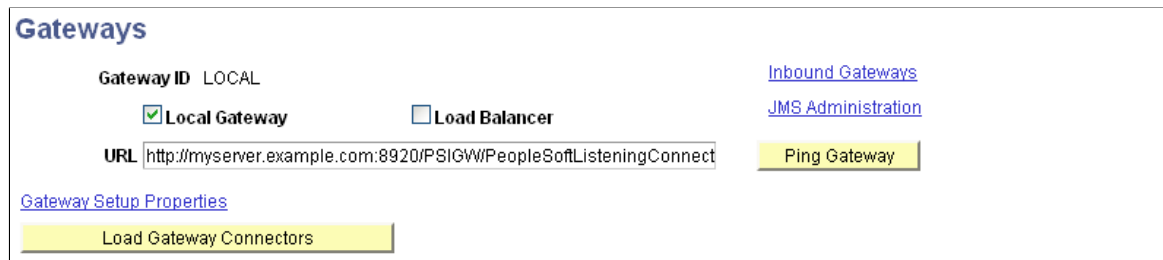 Gateways
Gateway ID LOCAL
Inbound Gateways
Local Gateway
Load Balancer
JMS Administration
URL http://myserver.example.com:8920/PSIGW/PeopleSoftListeningConnect
Ping Gateway
Gateway Setup Properties
Load Gateway Connectors